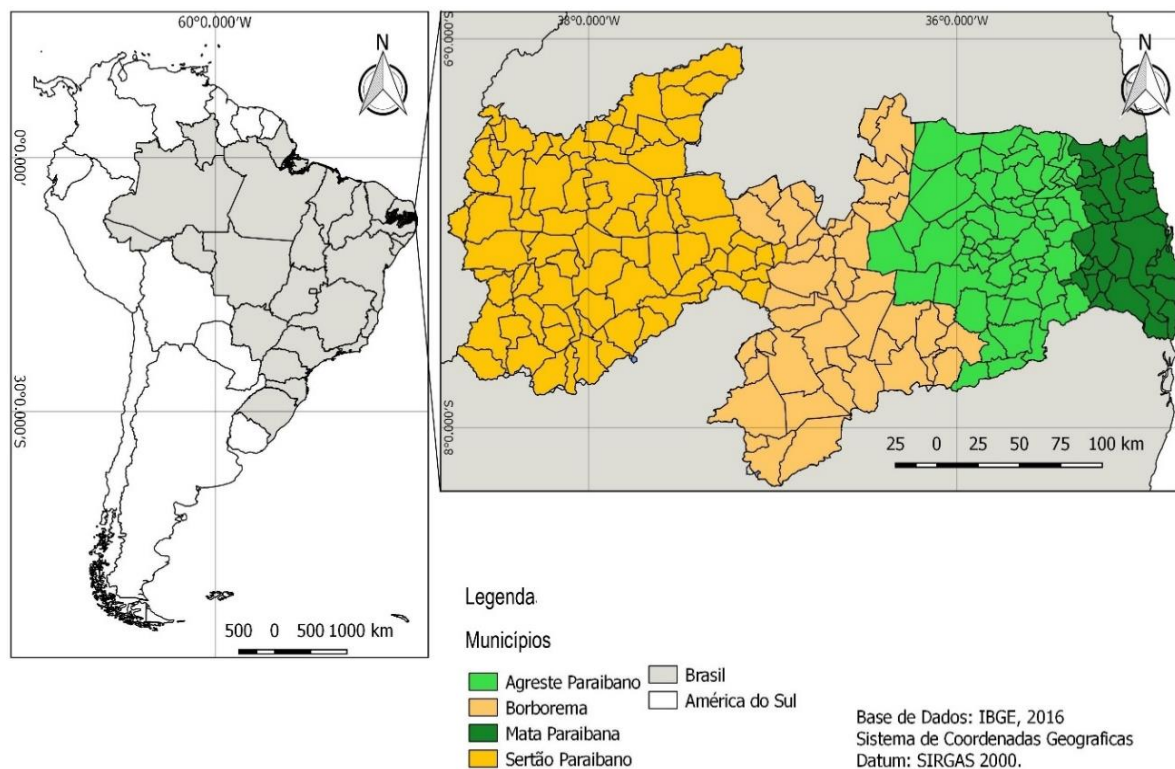 60°0.000'W
N
0°0.000'
30°0.000'S
500 0 500 1000 km
38°0.000'W
36°0.000'W
6°0.000'S
N
8°0.000'S
25 0 25 50 75 100 km
Legenda
Municípios
Agreste Paraibano
Borborema
Mata Paraibana
Sertão Paraibano
Brasil
América do Sul
Base de Dados: IBGE, 2016
Sistema de Coordenadas Geograficas
Datum: SIRGAS 2000.